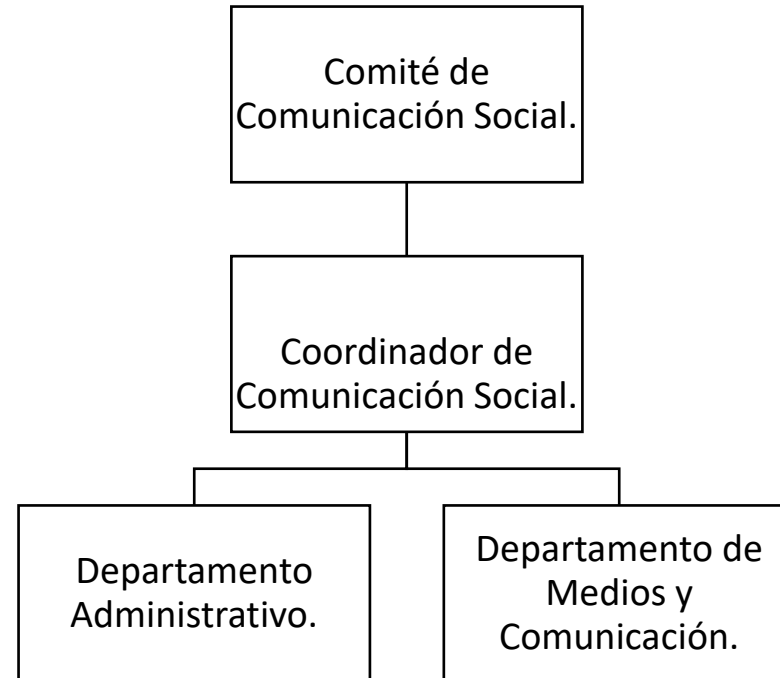 Comité de
Comunicación Social.
Coordinador de
Comunicación Social.
Departamento
Administrativo.
Departamento de
Medios y
Comunicación.